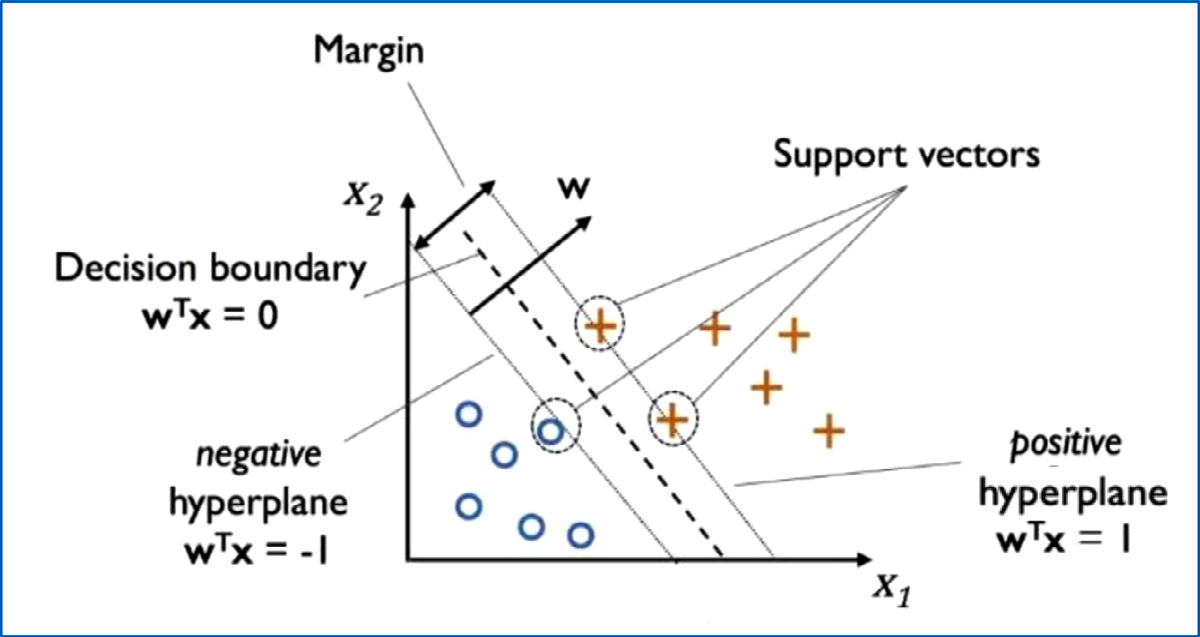 Margin
Support vectors
X₂
w
Decision boundary
wᵀx = 0
negative
hyperplane
wᵀx = -1
positive
hyperplane
wᵀx = 1
X₁